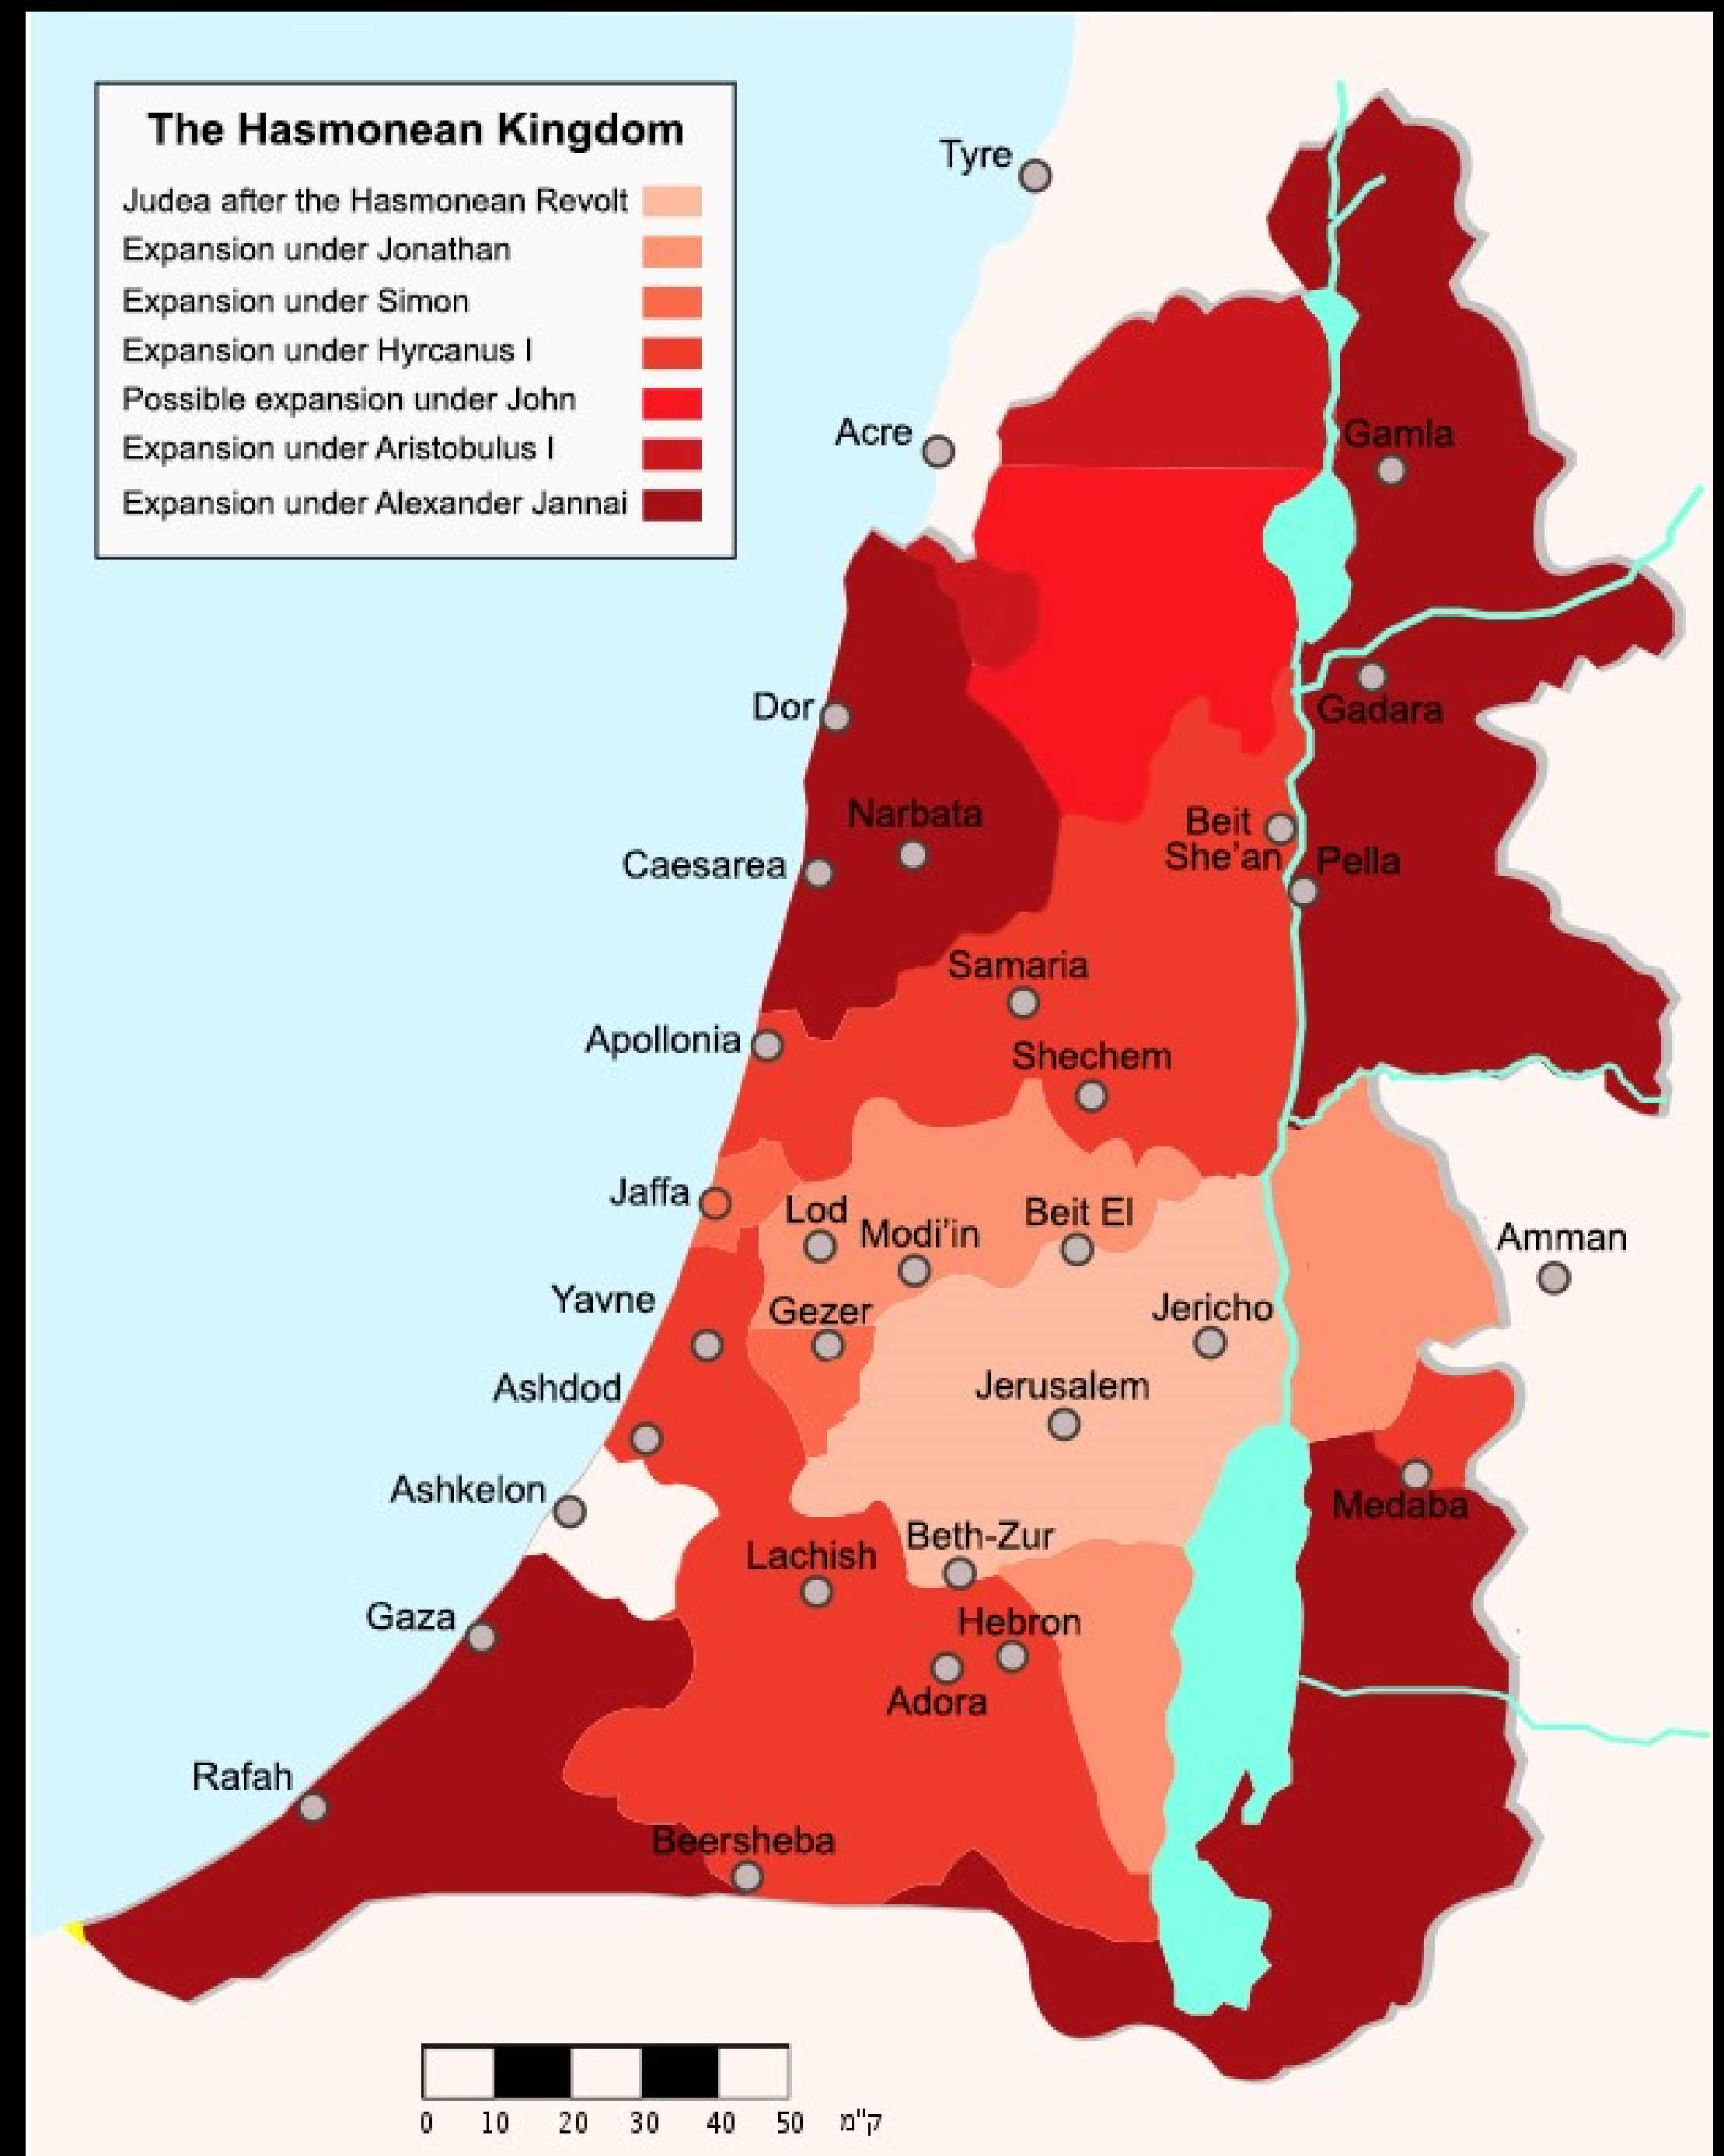 The Hasmonean Kingdom
Judea after the Hasmonean Revolt
Expansion under Jonathan
Expansion under Simon
Expansion under Hyrcanus I
Possible expansion under John
Expansion under Aristobulus I
Expansion under Alexander Jannai
Tyre
Acre
Gamla
Dor
Gadara
Narbata
Caesarea
Beit
She'an
Pella
Samaria
Apollonia
Shechem
Jaffa
Lod
Modi'in
Beit El
Amman
Yavne
Gezer
Jericho
Ashdod
Jerusalem
Ashkelon
Medaba
Lachish
Beth-Zur
Gaza
Hebron
Adora
Rafah
Beersheba
0 10 20 30 40 50 ק"מ